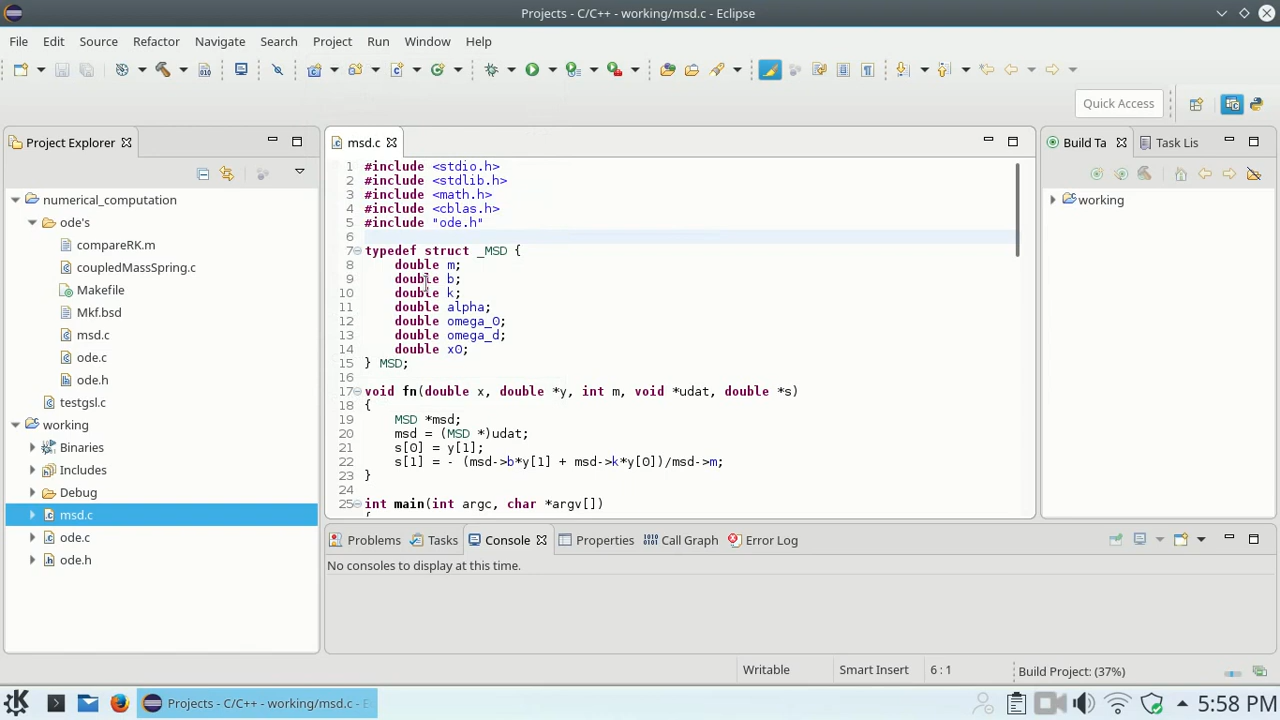 Projects - C/C++ - working/msd.c - Eclipse
File Edit Source Refactor Navigate Search Project Run Window Help
Quick Access
Project Explorer
numerical_computation
ode's
compareRK.m
coupledMassSpring.c
Makefile
Mkf.bsd
msd.c
ode.c
ode.h
testgsl.c
working
Binaries
Includes
Debug
msd.c
ode.c
ode.h
msd.c
1 #include <stdio.h>
2 #include <stdlib.h>
3 #include <math.h>
4 #include <cblas.h>
5 #include "ode.h"
6
7 typedef struct _MSD {
8 double m;
9 double b;
10 double k;
11 double alpha;
12 double omega_0;
13 double omega_d;
14 double x0;
15 } MSD;
16
17 void fn(double x, double *y, int m, void *udat, double *s)
18 {
19 MSD *msd;
20 msd = (MSD *)udat;
21 s[0] = y[1];
22 s[1] = - (msd->b*y[1] + msd->k*y[0])/msd->m;
23 }
24
25 int main(int argc, char *argv[])
Build Ta Task Lis
working
Problems Tasks Console Properties Call Graph Error Log
No consoles to display at this time.
Writable Smart Insert 6 : 1 Build Project: (37%)
Projects - C/C++ - working/msd.c - E
5:58 PM